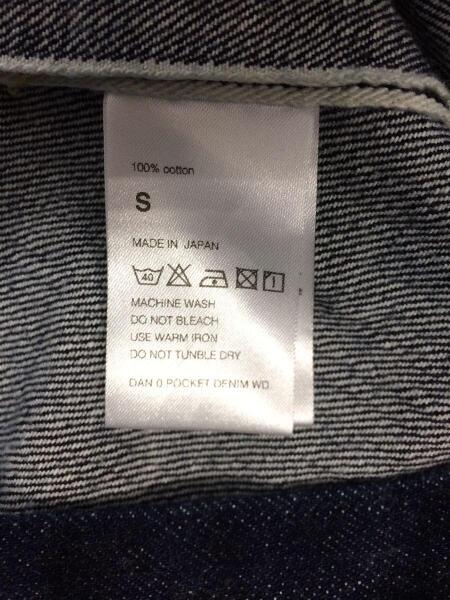 100% cotton
S
MADE IN JAPAN
40
MACHINE WASH
DO NOT BLEACH
USE WARM IRON
DO NOT TUNBLE DRY
DAN 0 POCKET DENIM WD